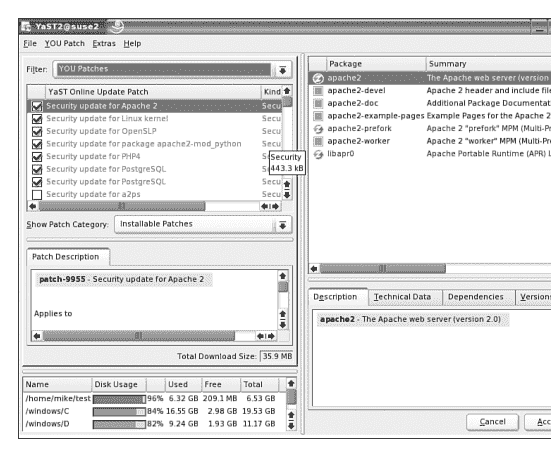 YaST2@suse2
File YOU Patch Extras Help
Filter: YOU Patches
YaST Online Update Patch Kind
Security update for Apache 2 Secu
Security update for Linux kernel Secu
Security update for OpenSLP Secu
Security update for package apache2-mod_python Secu
Security update for PHP4 S
Security update for PostgreSQL S
Security update for PostgreSQL Secu
Security update for a2ps Secu
Security
443.3 kB
Show Patch Category: Installable Patches
Patch Description
patch-9955 - Security update for Apache 2
Applies to
Total Download Size: 35.9 MB
Name Disk Usage Used Free Total
/home/mike/test 96% 6.32 GB 209.1 MB 6.53 GB
/windows/C 84% 16.55 GB 2.98 GB 19.53 GB
/windows/D 82% 9.24 GB 1.93 GB 11.17 GB
Package Summary
apache2 The Apache web server (version
apache2-devel Apache 2 header and include file
apache2-doc Additional Package Documentat
apache2-example-pages Example Pages for the Apache 2
apache2-prefork Apache 2 "prefork" MPM (Multi-Pr
apache2-worker Apache 2 "worker" MPM (Multi-Pro
libapr0 Apache Portable Runtime (APR) L
Description Technical Data Dependencies Versions
apache2 - The Apache web server (version 2.0)
Cancel Acc